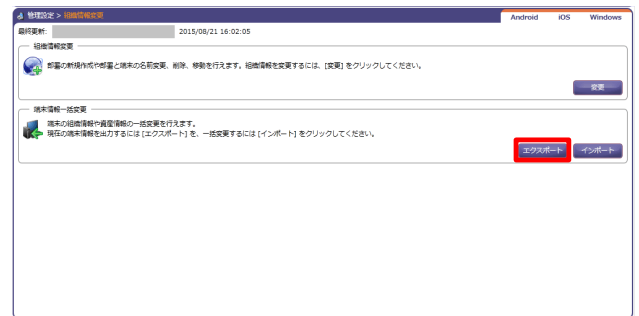 管理設定 > 組織情報変更
Android iOS Windows
最終更新: 2015/08/21 16:02:05
組織情報変更
部署の新規作成や部署と端末の名前変更、削除、移動を行えます。組織情報を変更するには、[変更] をクリックしてください。
変更
端末情報一括変更
端末の組織情報や資産情報の一括変更を行えます。
現在の端末情報を出力するには [エクスポート] を、一括変更するには [インポート] をクリックしてください。
エクスポート インポート